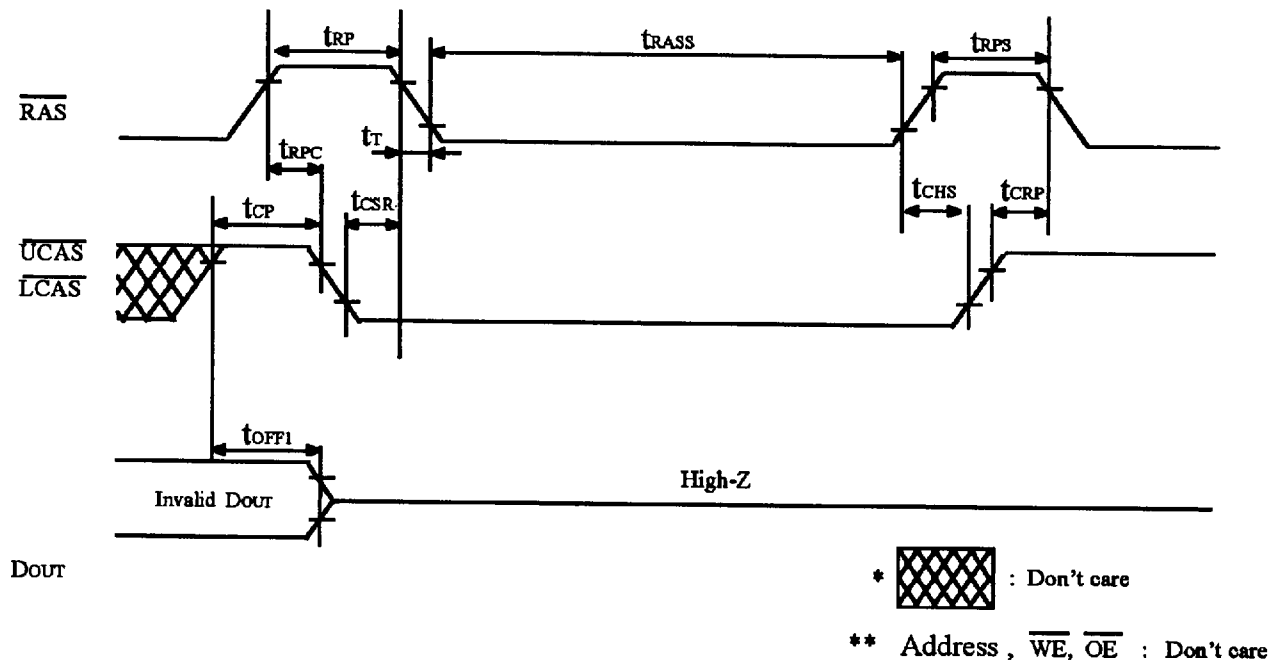 tRP
tRASS
tRPS
RAS
tT
tRPC
tCP
tCSR
tCHS
tCRP
UCAS
LCAS
tOFF1
High-Z
Invalid DOUT
DOUT
* : Don't care
** Address , WE, OE : Don't care